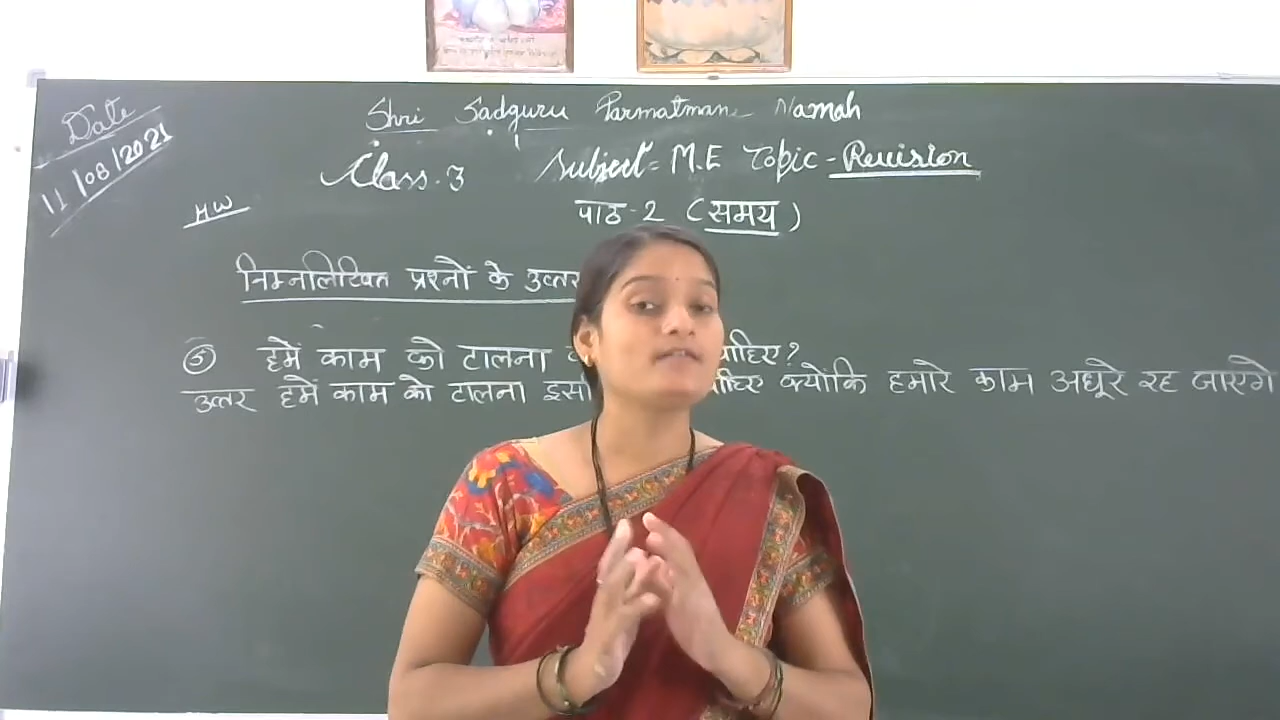 Date
11/08/2021
Shri Sadguru Parmatmane Namah
Class-3 Subject= M.E Topic-Revision
HW
पाठ-2 (समय)
निम्नलिखित प्रश्नों के उत्तर
5 हमें काम को टालना चाहिए?
उत्तर हमें काम को टालना चाहिए क्योंकि हमारे काम अधूरे रह जाएगे